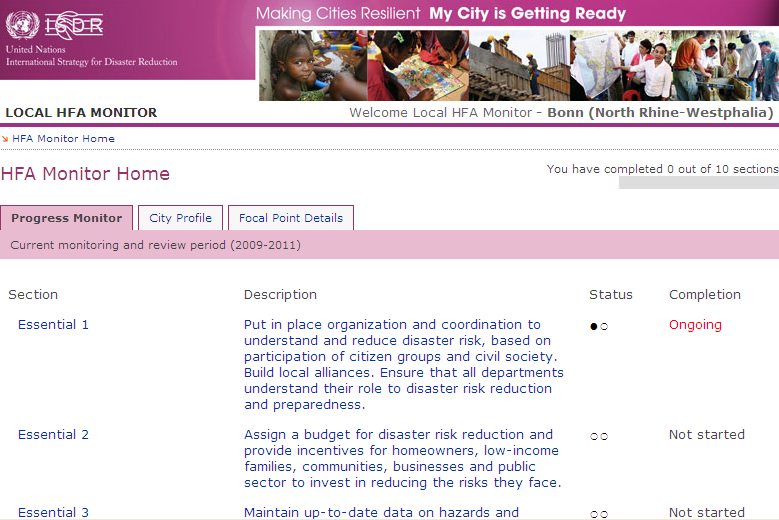 ISDR
United Nations
International Strategy for Disaster Reduction
Making Cities Resilient My City is Getting Ready
LOCAL HFA MONITOR
Welcome Local HFA Monitor - Bonn (North Rhine-Westphalia)
HFA Monitor Home
HFA Monitor Home
You have completed 0 out of 10 sections
Progress Monitor
City Profile
Focal Point Details
Current monitoring and review period (2009-2011)
Section Description Status Completion
Essential 1
Put in place organization and coordination to
understand and reduce disaster risk, based on
participation of citizen groups and civil society.
Build local alliances. Ensure that all departments
understand their role to disaster risk reduction
and preparedness.
Ongoing
Essential 2
Assign a budget for disaster risk reduction and
provide incentives for homeowners, low-income
families, communities, businesses and public
sector to invest in reducing the risks they face.
Not started
Essential 3
Maintain up-to-date data on hazards and
Not started